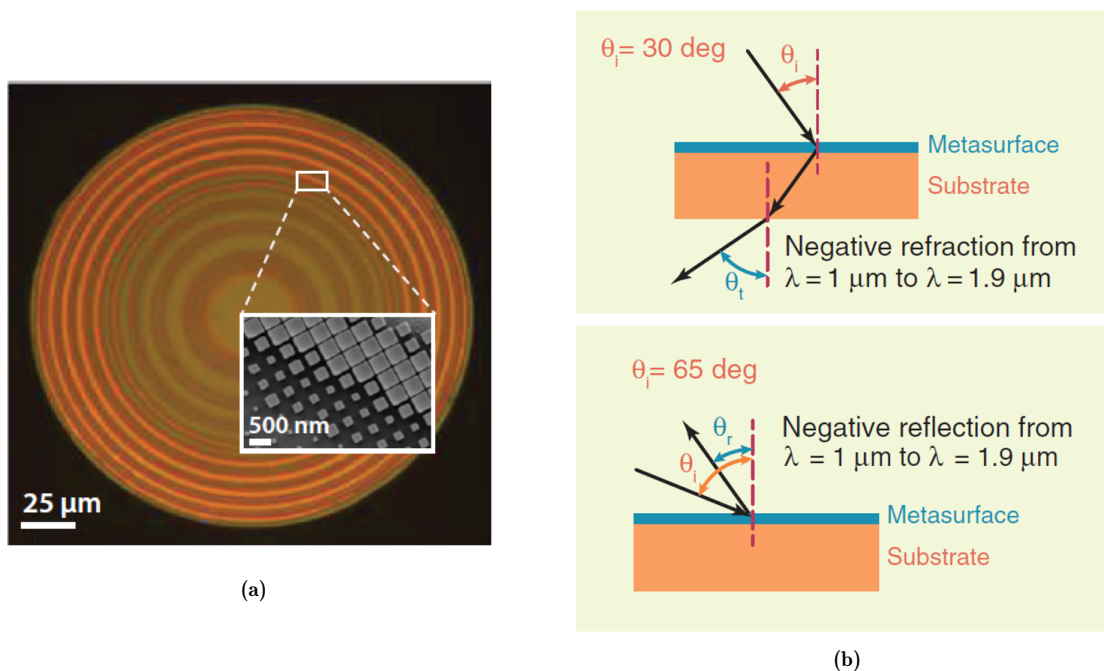 25 µm
500 nm
(a)
θi= 30 deg
θi
Metasurface
Substrate
θt
Negative refraction from
λ = 1 µm to λ = 1.9 µm
θi = 65 deg
θr
θi
Negative reflection from
λ = 1 µm to λ = 1.9 µm
Metasurface
Substrate
(b)